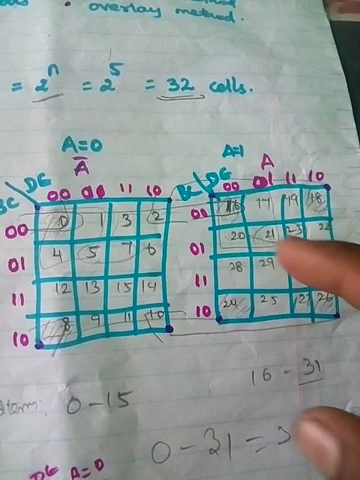 overlay method.
= 2^n = 2^5 = 32 cells.
A=0
A̅
A=1
A
BC DE 00 01 11 10
00 0 1 3 2
01 4 5 7 6
11 12 13 15 14
10 8 9 11 10
BC DE 00 01 11 10
00 16 17 19 18
01 20 21 23 22
11 28 29
10 24 25 27 26
0-15
16-31
0-31=3
DE A=0